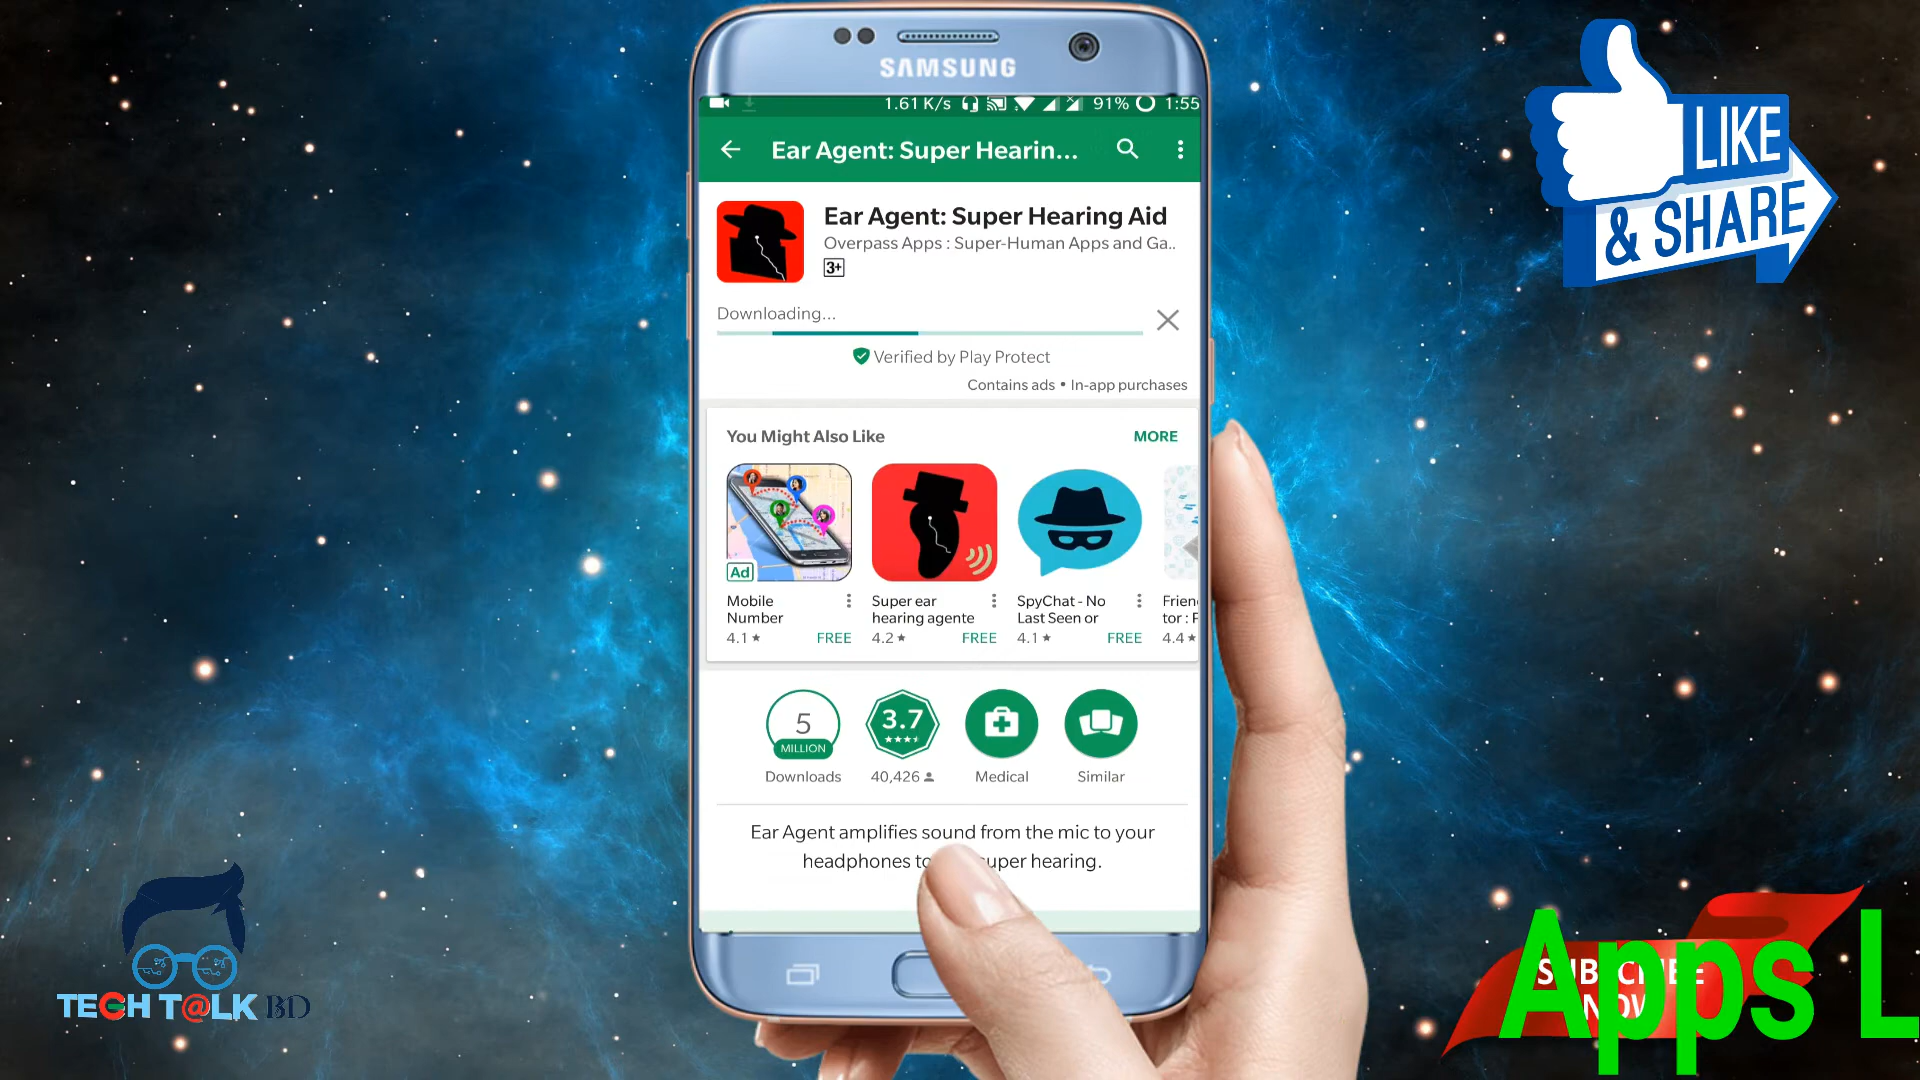 SAMSUNG
1.61 K/s 91% 1:55
Ear Agent: Super Hearin...
Ear Agent: Super Hearing Aid
Overpass Apps : Super-Human Apps and Ga..
3+
Downloading...
Verified by Play Protect
Contains ads • In-app purchases
You Might Also Like MORE
Ad
Mobile
Number
4.1 ★ FREE
Super ear
hearing agente
4.2 ★ FREE
SpyChat - No
Last Seen or
4.1 ★ FREE
tor : F
4.4 ★
5
MILLION
Downloads
3.7
40,426
Medical
Similar
Ear Agent amplifies sound from the mic to your
headphones super hearing.
LIKE
& SHARE
TECH T@LK BD
SUBSCRIBE
NOW
Apps L